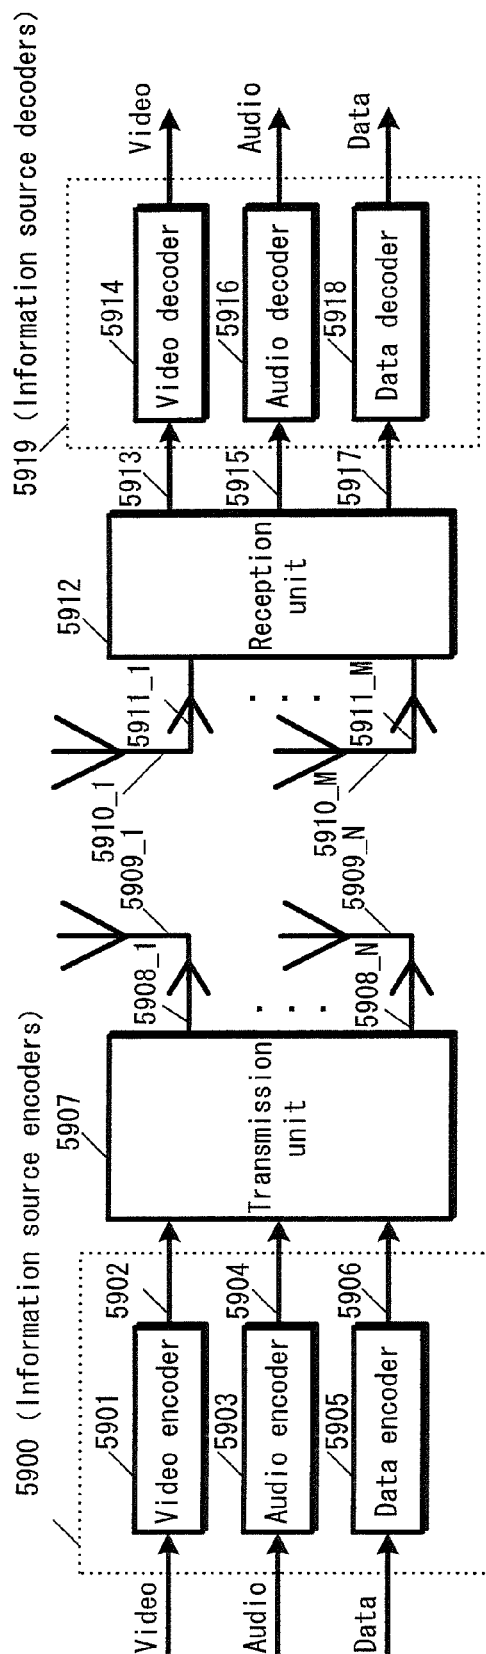 5900 (Information source encoders)
Video
5901
Video encoder
5902
Audio
5903
Audio encoder
5904
Data
5905
Data encoder
5906
5907
Transmission
unit
5908_1
5909_1
. . .
5908_N
5909_N
5910_1
5911_1
. . .
5910_M
5911_M
5912
Reception
unit
5919 (Information source decoders)
5913
5914
Video decoder
Video
5915
5916
Audio decoder
Audio
5917
5918
Data decoder
Data